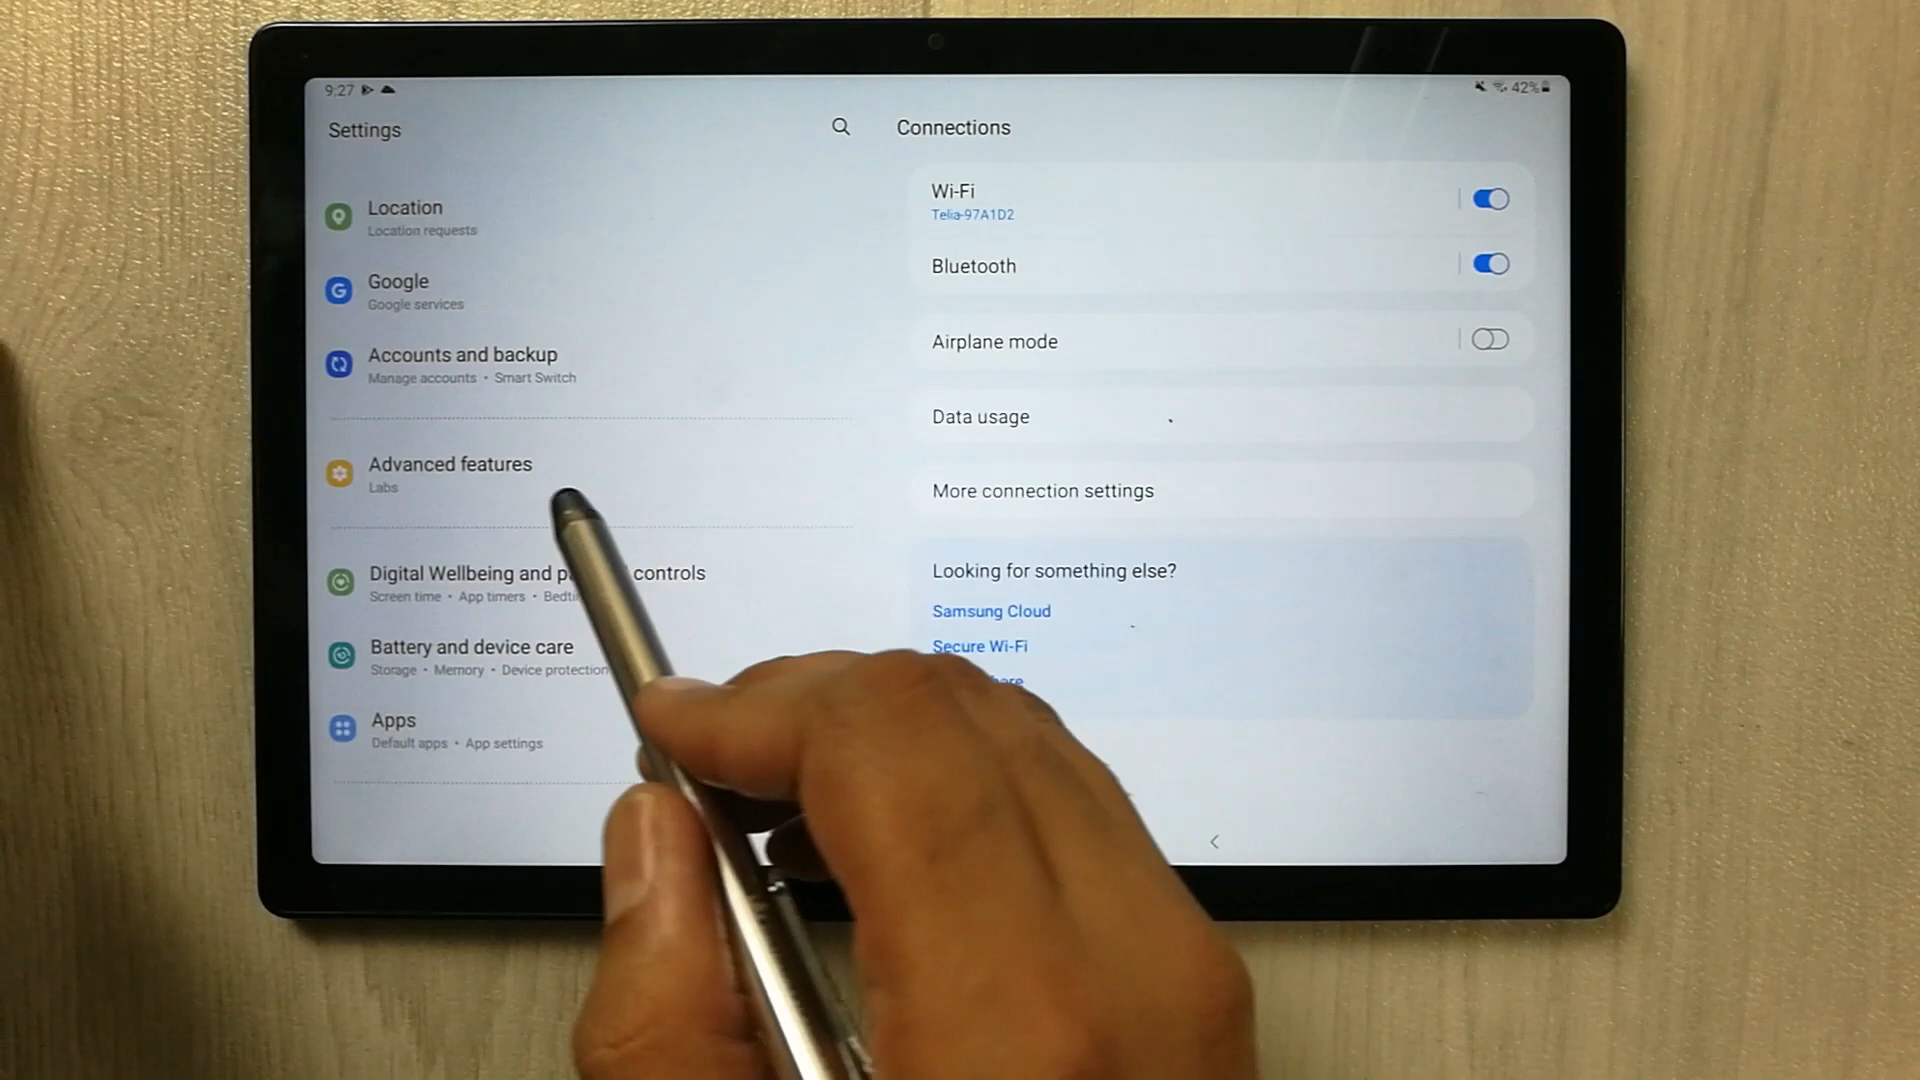 9:27
42%
Settings
Location
Location requests
Google
Google services
Accounts and backup
Manage accounts • Smart Switch
Advanced features
Labs
Digital Wellbeing and controls
Screen time • App timers •
Battery and device care
Storage • Memory • Device protection
Apps
Default apps • App settings
Connections
Wi-Fi
Telia-97A1D2
Bluetooth
Airplane mode
Data usage
More connection settings
Looking for something else?
Samsung Cloud
Secure Wi-Fi